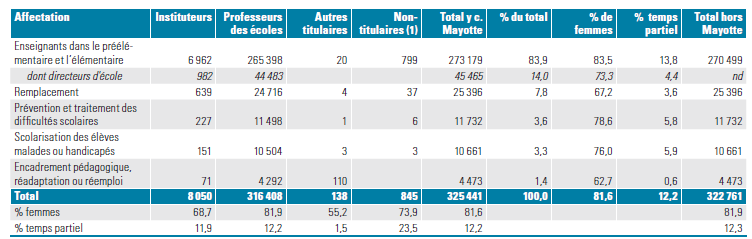 Affectation Instituteurs Professeurs des écoles Autres titulaires Non-titulaires (1) Total y c. Mayotte % du total % de femmes % temps partiel Total hors Mayotte
Enseignants dans le préélé-
mentaire et l'élémentaire 6 962 265 398 20 799 273 179 83,9 83,5 13,8 270 499
dont directeurs d'école 982 44 483 45 465 14,0 73,3 4,4 nd
Remplacement 639 24 716 4 37 25 396 7,8 67,2 3,6 25 396
Prévention et traitement des
difficultés scolaires 227 11 498 1 6 11 732 3,6 78,6 5,8 11 732
Scolarisation des élèves
malades ou handicapés 151 10 504 3 3 10 661 3,3 76,0 5,9 10 661
Encadrement pédagogique,
réadaptation ou réemploi 71 4 292 110 4 473 1,4 62,7 0,6 4 473
Total 8 050 316 408 138 845 325 441 100,0 81,6 12,2 322 761
% femmes 68,7 81,9 55,2 73,9 81,6 81,9
% temps partiel 11,9 12,2 1,5 23,5 12,2 12,3